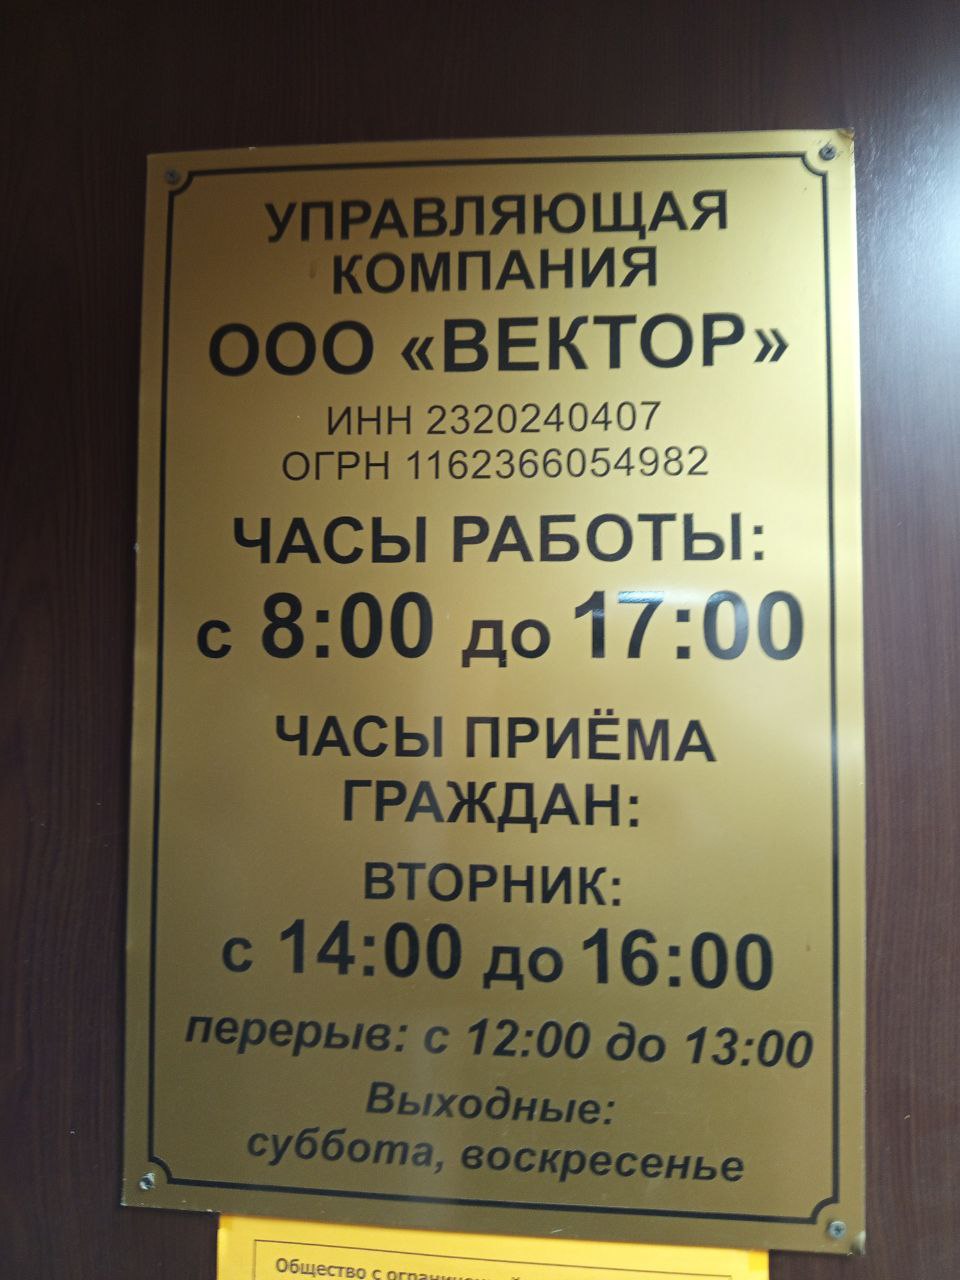 УПРАВЛЯЮЩАЯ
КОМПАНИЯ
ООО «ВЕКТОР»
ИНН 2320240407
ОГРН 1162366054982
ЧАСЫ РАБОТЫ:
с 8:00 до 17:00
ЧАСЫ ПРИЁМА
ГРАЖДАН:
ВТОРНИК:
с 14:00 до 16:00
перерыв: с 12:00 до 13:00
Выходные:
суббота, воскресенье
Общество с